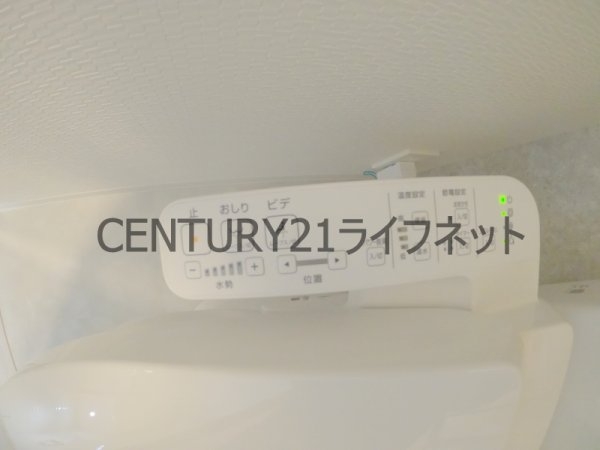 止
おしり
ビデ
温度設定
節電設定
CENTURY21ライフネット
水勢
位置